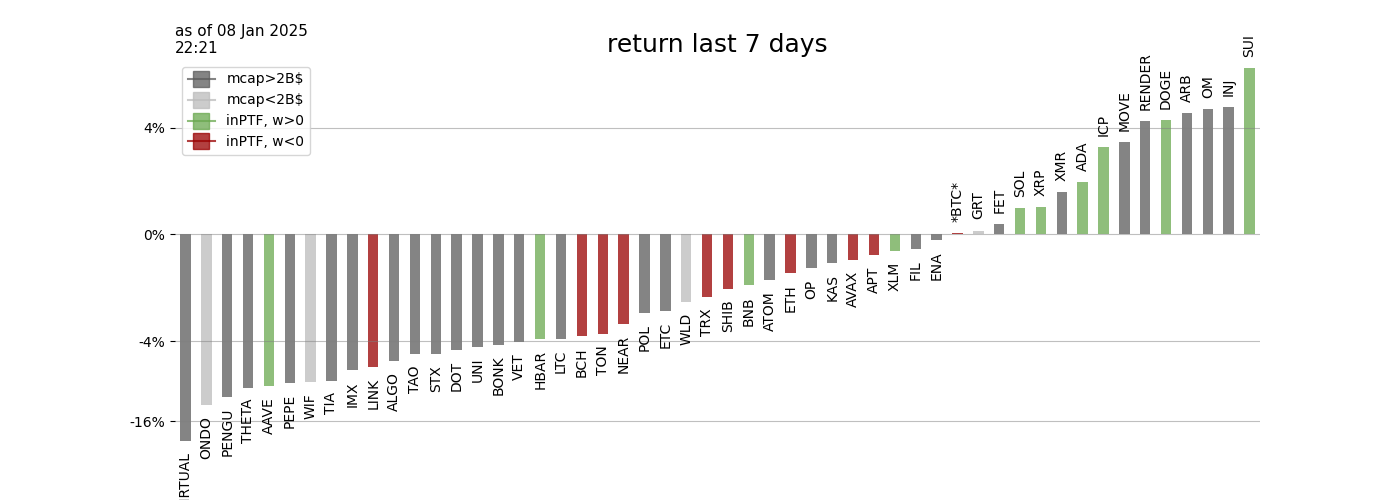 as of 08 Jan 2025
22:21
return last 7 days
mcap>2B$
mcap<2B$
inPTF, w>0
inPTF, w<0
4%
0%
-4%
-16%
RTUAL
ONDO
PENGU
THETA
AAVE
PEPE
WIF
TIA
IMX
LINK
ALGO
TAO
STX
DOT
UNI
BONK
VET
HBAR
LTC
BCH
TON
NEAR
POL
ETC
WLD
TRX
SHIB
BNB
ATOM
ETH
OP
KAS
AVAX
APT
XLM
FIL
ENA
*BTC*
GRT
FET
SOL
XRP
XMR
ADA
ICP
MOVE
RENDER
DOGE
ARB
OM
INJ
SUI